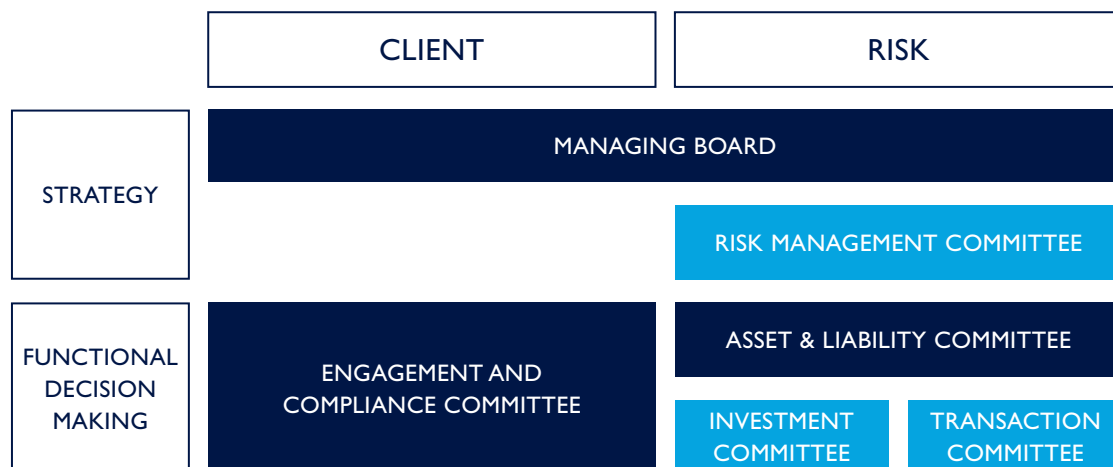 CLIENT
RISK
STRATEGY
MANAGING BOARD
RISK MANAGEMENT COMMITTEE
FUNCTIONAL
DECISION
MAKING
ENGAGEMENT AND
COMPLIANCE COMMITTEE
ASSET & LIABILITY COMMITTEE
INVESTMENT
COMMITTEE
TRANSACTION
COMMITTEE